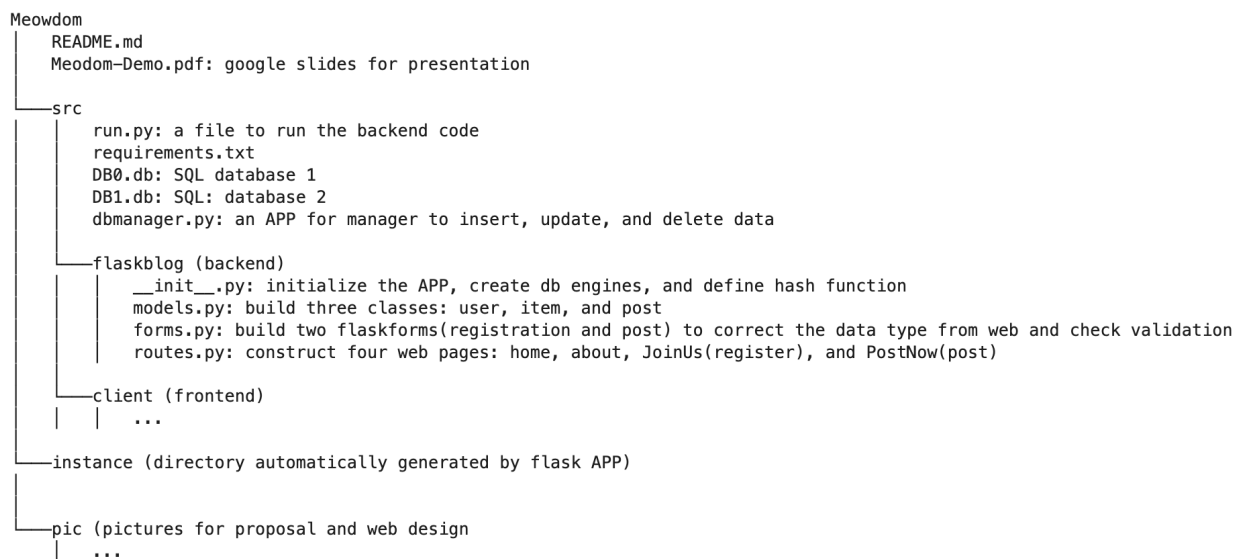 Meowdom
README.md
Meodom-Demo.pdf: google slides for presentation
src
run.py: a file to run the backend code
requirements.txt
DB0.db: SQL database 1
DB1.db: SQL: database 2
dbmanager.py: an APP for manager to insert, update, and delete data
flaskblog (backend)
__init__.py: initialize the APP, create db engines, and define hash function
models.py: build three classes: user, item, and post
forms.py: build two flaskforms(registration and post) to correct the data type from web and check validation
routes.py: construct four web pages: home, about, JoinUs(register), and PostNow(post)
client (frontend)
...
instance (directory automatically generated by flask APP)
pic (pictures for proposal and web design
...